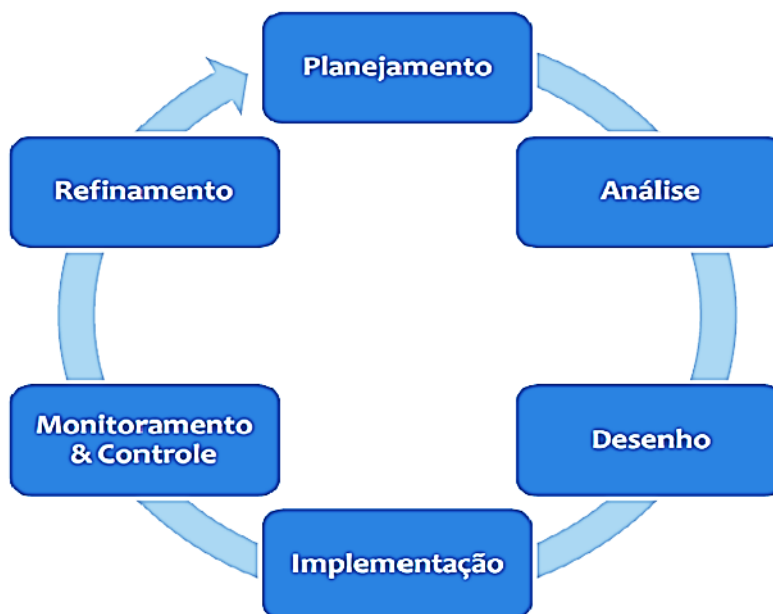 Planejamento
Análise
Desenho
Implementação
Monitoramento
& Controle
Refinamento